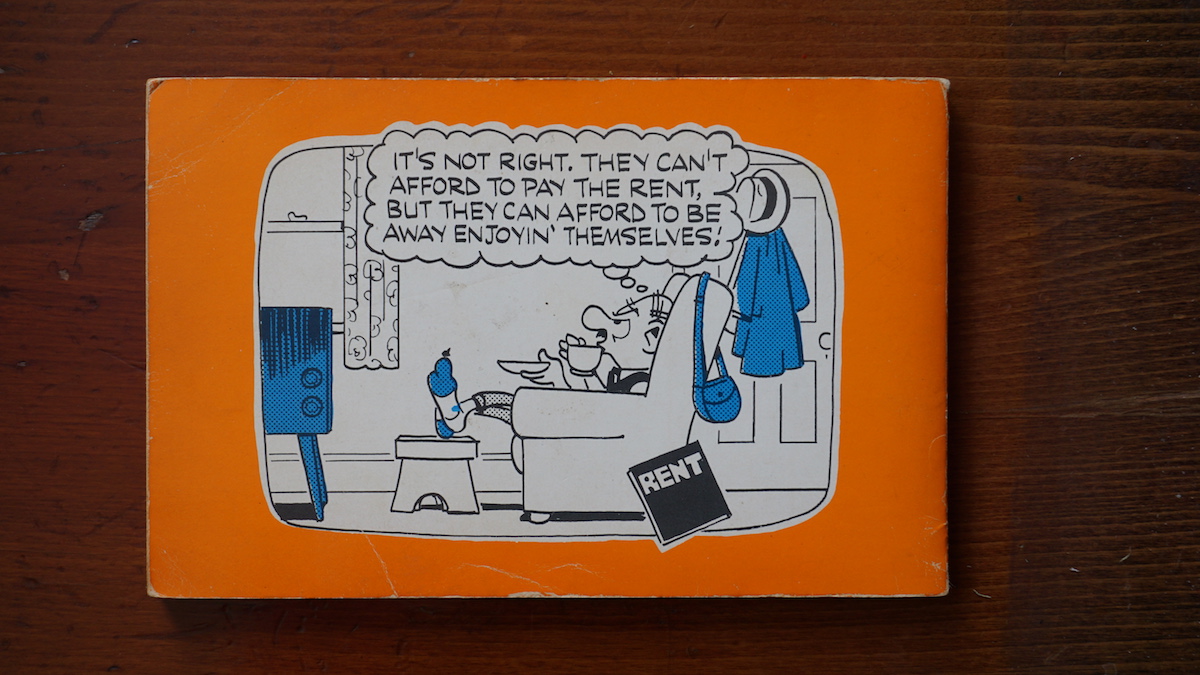 IT'S NOT RIGHT. THEY CAN'T
AFFORD TO PAY THE RENT,
BUT THEY CAN AFFORD TO BE
AWAY ENJOYIN' THEMSELVES!
RENT